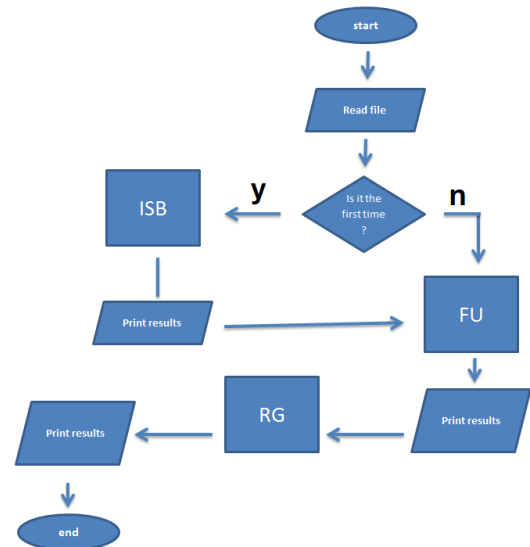 start
Read file
Is it the
first time
?
y
n
ISB
Print results
FU
Print results
RG
Print results
end